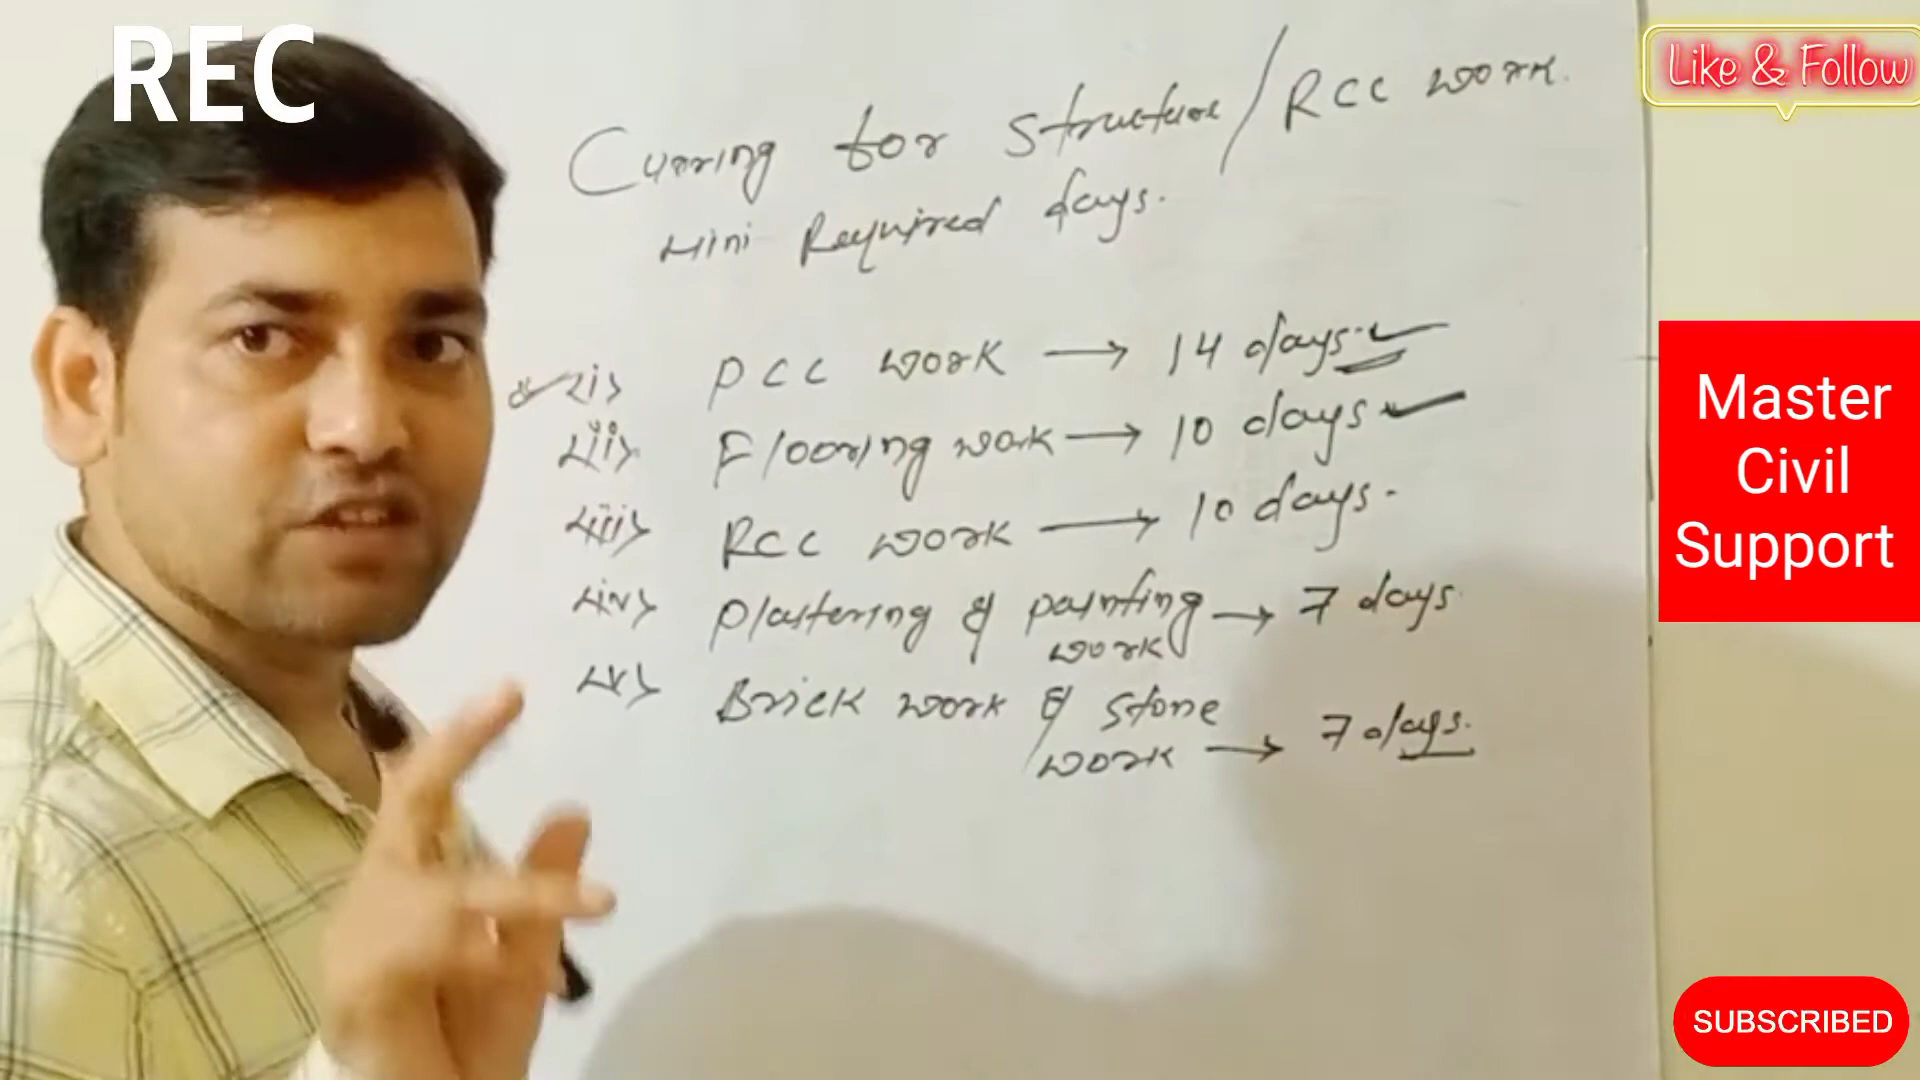 REC
Like & Follow
Curring for Structure/RCC work.
Mini Required days.
(i) PCC work → 14 days.
(ii) Flooring work → 10 days
(iii) RCC work → 10 days.
(iv) Plastering & painting work → 7 days.
(v) Brick work & Stone work → 7 days.
Master
Civil
Support
SUBSCRIBED